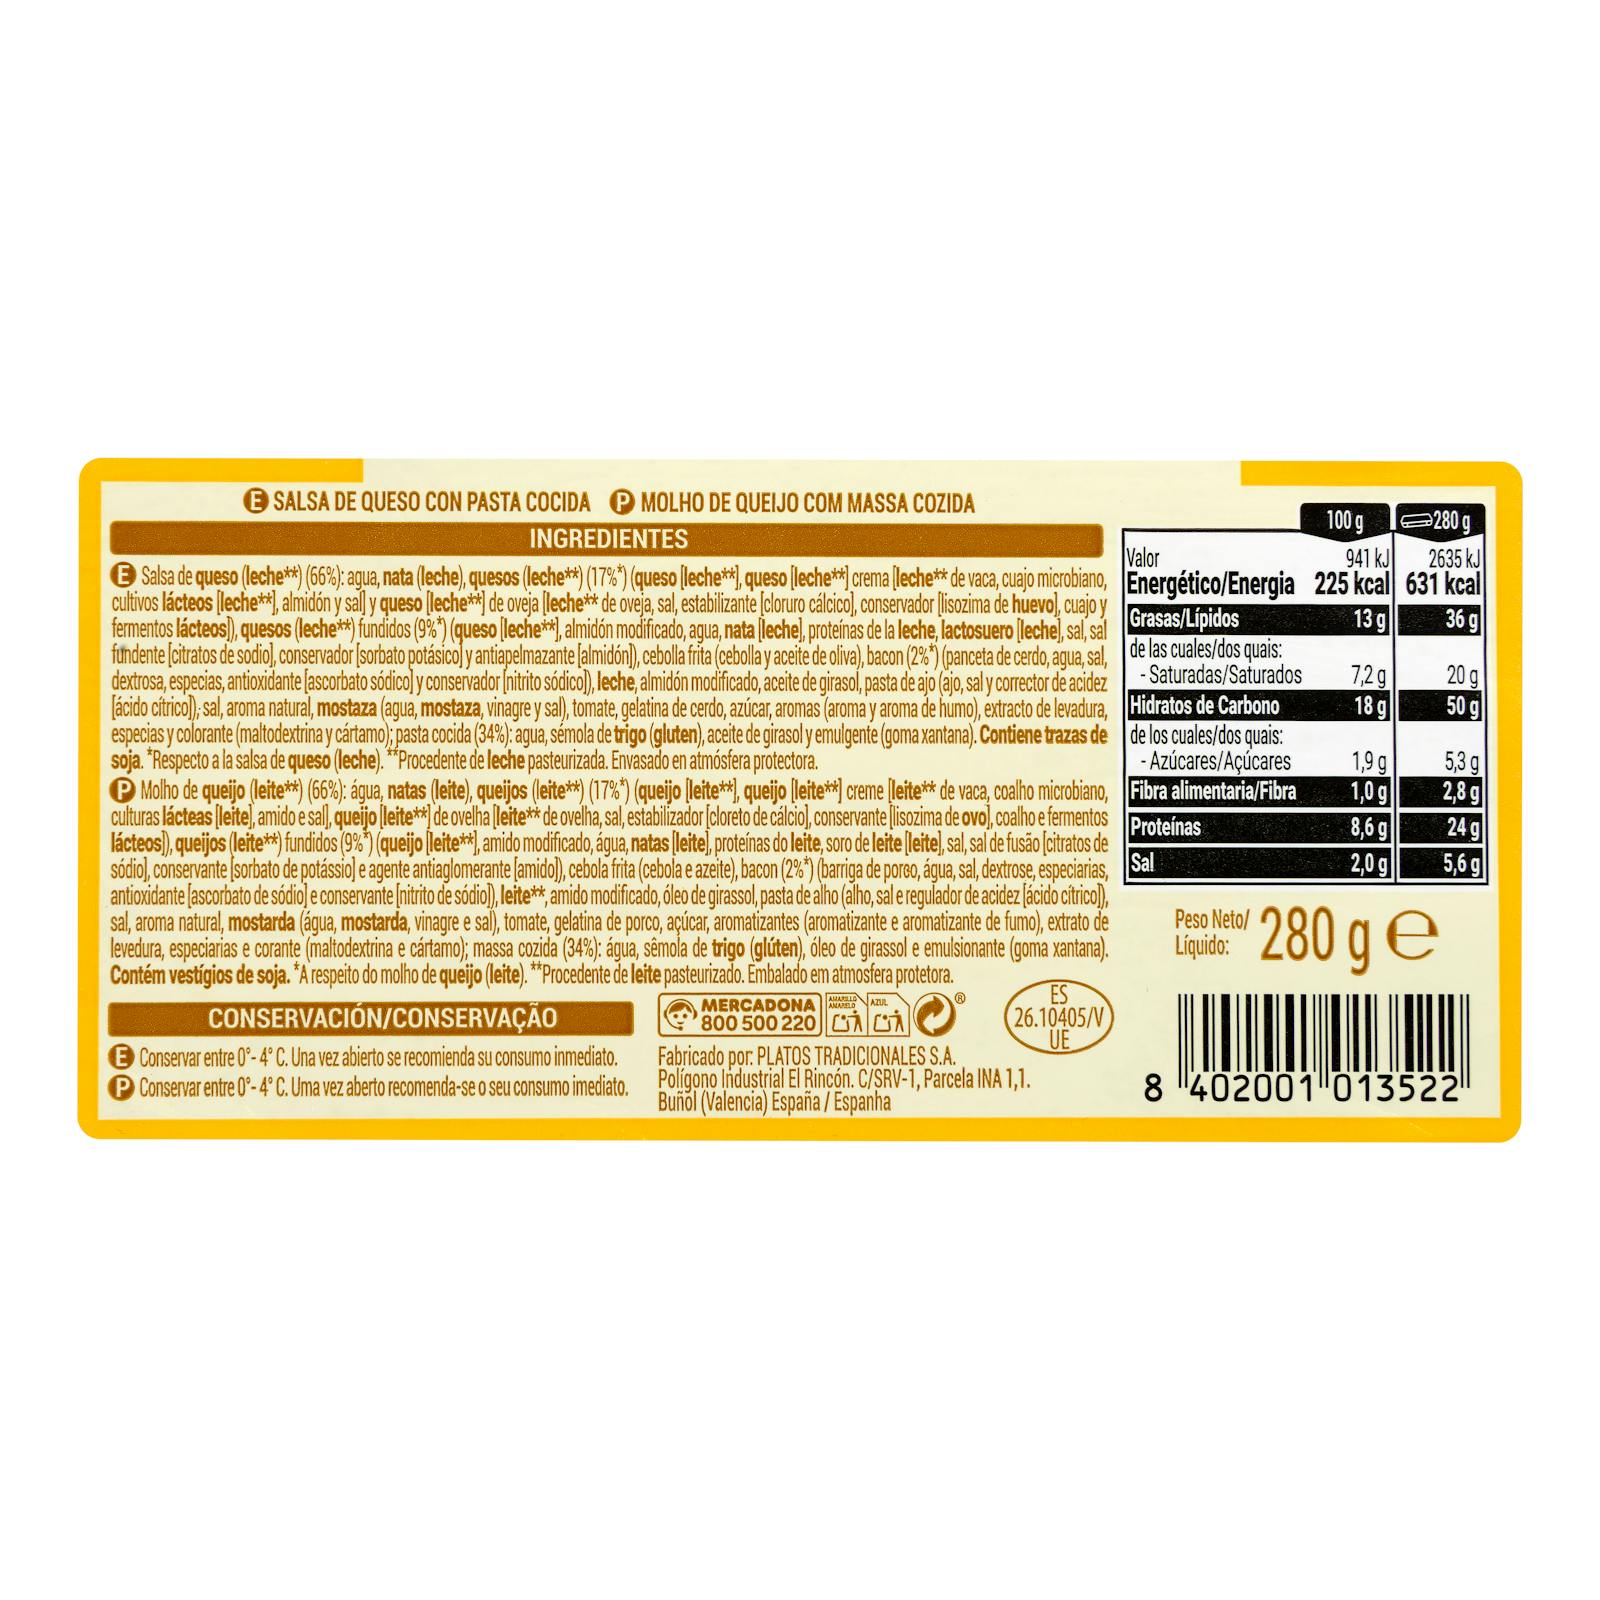 E SALSA DE QUESO CON PASTA COCIDA P MOLHO DE QUEIJO COM MASSA COZIDA
INGREDIENTES
E Salsa de queso (leche**) (66%): agua, nata (leche), quesos (leche**) (17%*) (queso [leche**], queso [leche**] crema [leche** de vaca, cuajo microbiano,
cultivos lácteos [leche**], almidón y sal] y queso [leche**] de oveja [leche** de oveja, sal, estabilizante [cloruro cálcico], conservador [lisozima de huevo], cuajo y
fermentos lácteos]), quesos (leche**) fundidos (9%*) (queso [leche**], almidón modificado, agua, nata [leche], proteínas de la leche, lactosuero [leche], sal, sal
fundente [citratos de sodio], conservador [sorbato potásico] y antiapelmazante [almidón]), cebolla frita (cebolla y aceite de oliva), bacon (2%*) (panceta de cerdo, agua, sal,
dextrosa, especias, antioxidante [ascorbato sódico] y conservador [nitrito sódico]), leche, almidón modificado, aceite de girasol, pasta de ajo (ajo, sal y corrector de acidez
[ácido cítrico]), sal, aroma natural, mostaza (agua, mostaza, vinagre y sal), tomate, gelatina de cerdo, azúcar, aromas (aroma y aroma de humo), extracto de levadura,
especias y colorante (maltodextrina y cártamo); pasta cocida (34%): agua, sémola de trigo (gluten), aceite de girasol y emulgente (goma xantana). Contiene trazas de
soja. *Respecto a la salsa de queso (leche). **Procedente de leche pasteurizada. Envasado en atmósfera protectora.
P Molho de queijo (leite**) (66%): água, natas (leite), queijos (leite**) (17%*) (queijo [leite**], queijo [leite**] creme [leite** de vaca, coalho microbiano,
culturas lácteas [leite], amido e sal], queijo [leite**] de ovelha [leite** de ovelha, sal, estabilizador [cloreto de cálcio], conservante [lisozima de ovo], coalho e fermentos
lácteos]), queijos (leite**) fundidos (9%*) (queijo [leite**], amido modificado, água, natas [leite], proteínas do leite, soro de leite [leite], sal, sal de fusão [citratos de
sódio], conservante [sorbato de potássio] e agente antiaglomerante [amido]), cebola frita (cebola e azeite), bacon (2%*) (barriga de porco, água, sal, dextrose, especiarias,
antioxidante [ascorbato de sódio] e conservante [nitrito de sódio]), leite**, amido modificado, óleo de girassol, pasta de alho (alho, sal e regulador de acidez [ácido cítrico]),
sal, aroma natural, mostarda (água, mostarda, vinagre e sal), tomate, gelatina de porco, açúcar, aromatizantes (aromatizante e aromatizante de fumo), extrato de
levedura, especiarias e corante (maltodextrina e cártamo); massa cozida (34%): água, sêmola de trigo (glúten), óleo de girassol e emulsionante (goma xantana).
Contém vestígios de soja. *A respeito do molho de queijo (leite). **Procedente de leite pasteurizado. Embalado em atmosfera protetora.
CONSERVACIÓN/CONSERVAÇÃO
E Conservar entre 0°- 4° C. Una vez abierto se recomienda su consumo inmediato.
P Conservar entre 0°- 4° C. Uma vez aberto recomenda-se o seu consumo imediato.
MERCADONA
800 500 220
AMARILLO
AMARELO
AZUL
®
Fabricado por: PLATOS TRADICIONALES S.A.
Polígono Industrial El Rincón. C/SRV-1, Parcela INA 1,1.
Buñol (Valencia) España / Espanha
ES
26.10405/V
UE
100 g 280 g
Valor 941 kJ 2635 kJ
Energético/Energia 225 kcal 631 kcal
Grasas/Lípidos 13 g 36 g
de las cuales/dos quais:
- Saturadas/Saturados 7,2 g 20 g
Hidratos de Carbono 18 g 50 g
de los cuales/dos quais:
- Azúcares/Açúcares 1,9 g 5,3 g
Fibra alimentaria/Fibra 1,0 g 2,8 g
Proteínas 8,6 g 24 g
Sal 2,0 g 5,6 g
Peso Neto/
Líquido: 280 g e
8 402001 013522